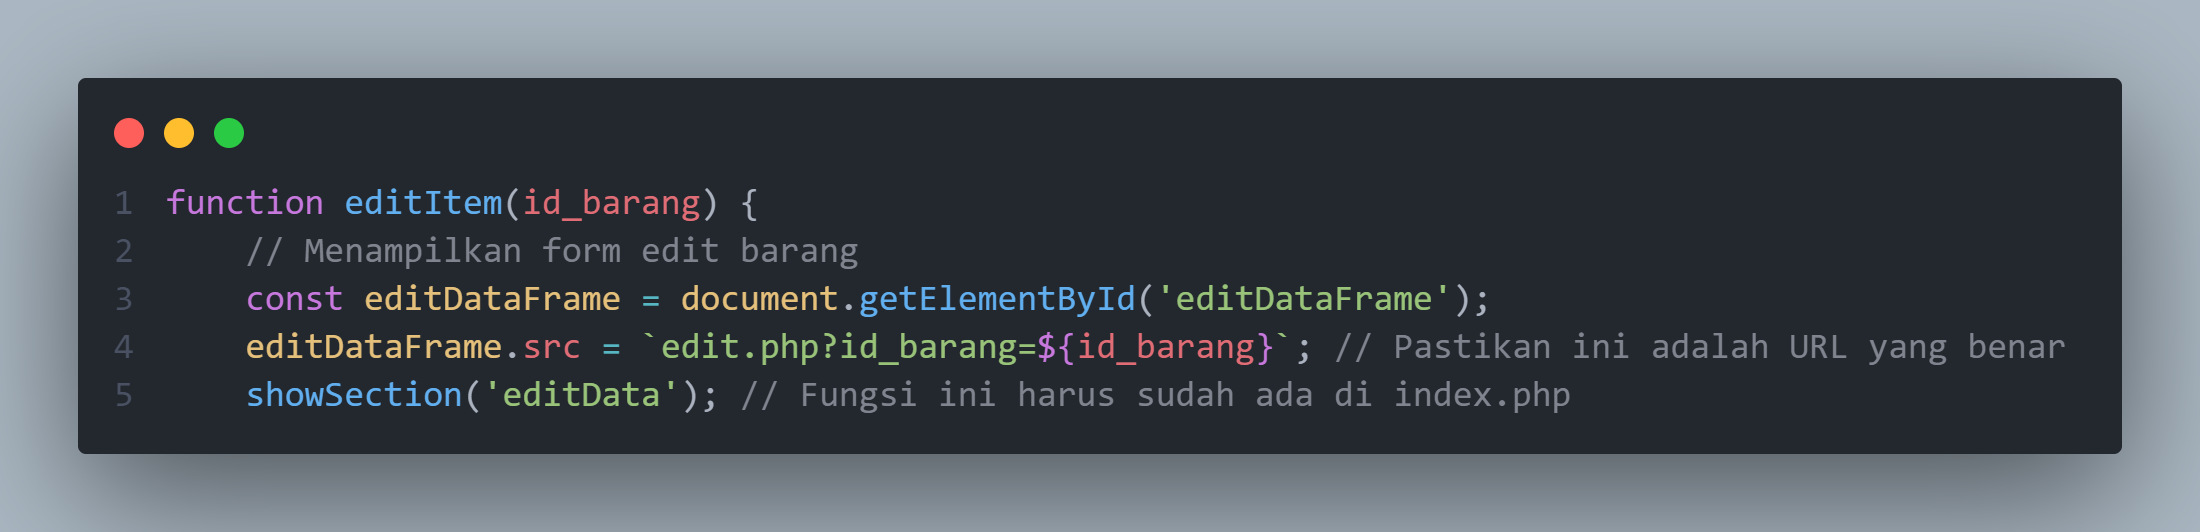 1 function editItem(id_barang) {
2     // Menampilkan form edit barang
3     const editDataFrame = document.getElementById('editDataFrame');
4     editDataFrame.src = `edit.php?id_barang=${id_barang}`; // Pastikan ini adalah URL yang benar
5     showSection('editData'); // Fungsi ini harus sudah ada di index.php